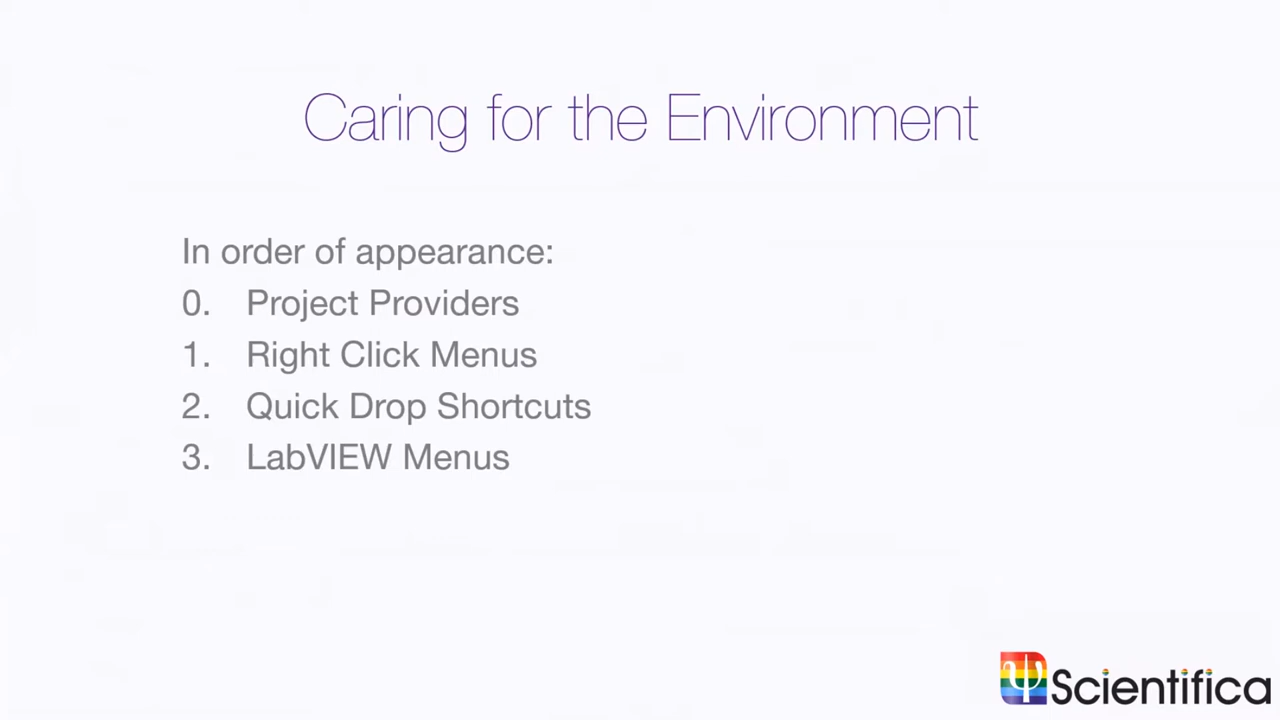 Caring for the Environment
In order of appearance:
0. Project Providers
1. Right Click Menus
2. Quick Drop Shortcuts
3. LabVIEW Menus
Scientifica